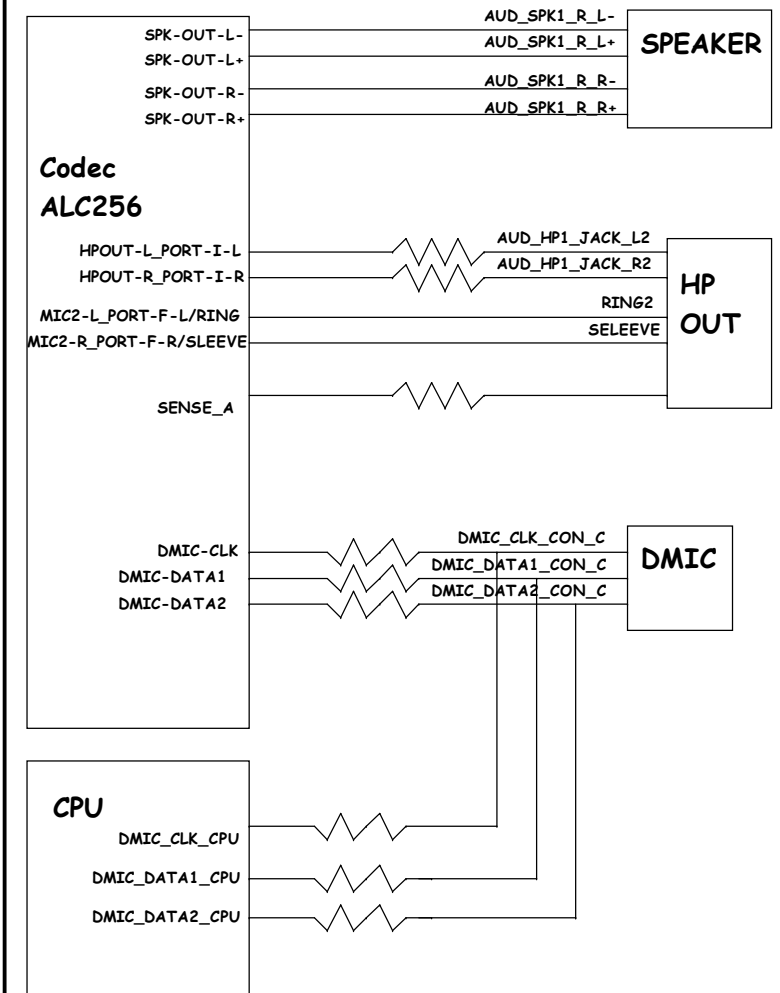 SPK-OUT-L-
AUD_SPK1_R_L-
SPK-OUT-L+
AUD_SPK1_R_L+
SPK-OUT-R-
AUD_SPK1_R_R-
SPK-OUT-R+
AUD_SPK1_R_R+
SPEAKER
Codec
ALC256
HPOUT-L_PORT-I-L
AUD_HP1_JACK_L2
HPOUT-R_PORT-I-R
AUD_HP1_JACK_R2
MIC2-L_PORT-F-L/RING
RING2
MIC2-R_PORT-F-R/SLEEVE
SELEEVE
HP
OUT
SENSE_A
DMIC-CLK
DMIC_CLK_CON_C
DMIC-DATA1
DMIC_DATA1_CON_C
DMIC-DATA2
DMIC_DATA2_CON_C
DMIC
CPU
DMIC_CLK_CPU
DMIC_DATA1_CPU
DMIC_DATA2_CPU